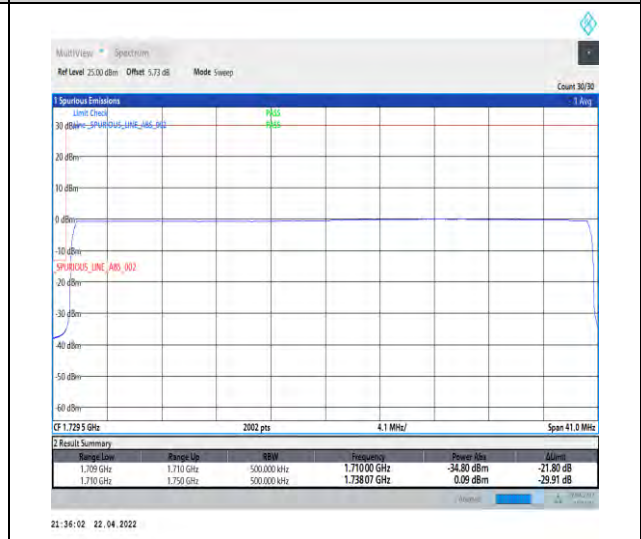 MultiView Spectrum
Ref Level 25.00 dBm Offset 5.73 dB Mode Sweep
Count 30/30
1 Spurious Emissions 1 Avg
Limit Check PASS
30 dBm Line _SPURIOUS_LINE_ABS_002 PASS
20 dBm
10 dBm
0 dBm
-10 dBm
_SPURIOUS_LINE_ABS_002
-20 dBm
-30 dBm
-40 dBm
-50 dBm
-60 dBm
CF 1.729 5 GHz 2002 pts 4.1 MHz/ Span 41.0 MHz
2 Result Summary
Range Low Range Up RBW Frequency Power Abs ΔLimit
1.709 GHz 1.710 GHz 500.000 kHz 1.710 00 GHz -34.80 dBm -21.80 dB
1.710 GHz 1.750 GHz 500.000 kHz 1.738 07 GHz 0.09 dBm -29.91 dB
21:36:02 22.04.2022